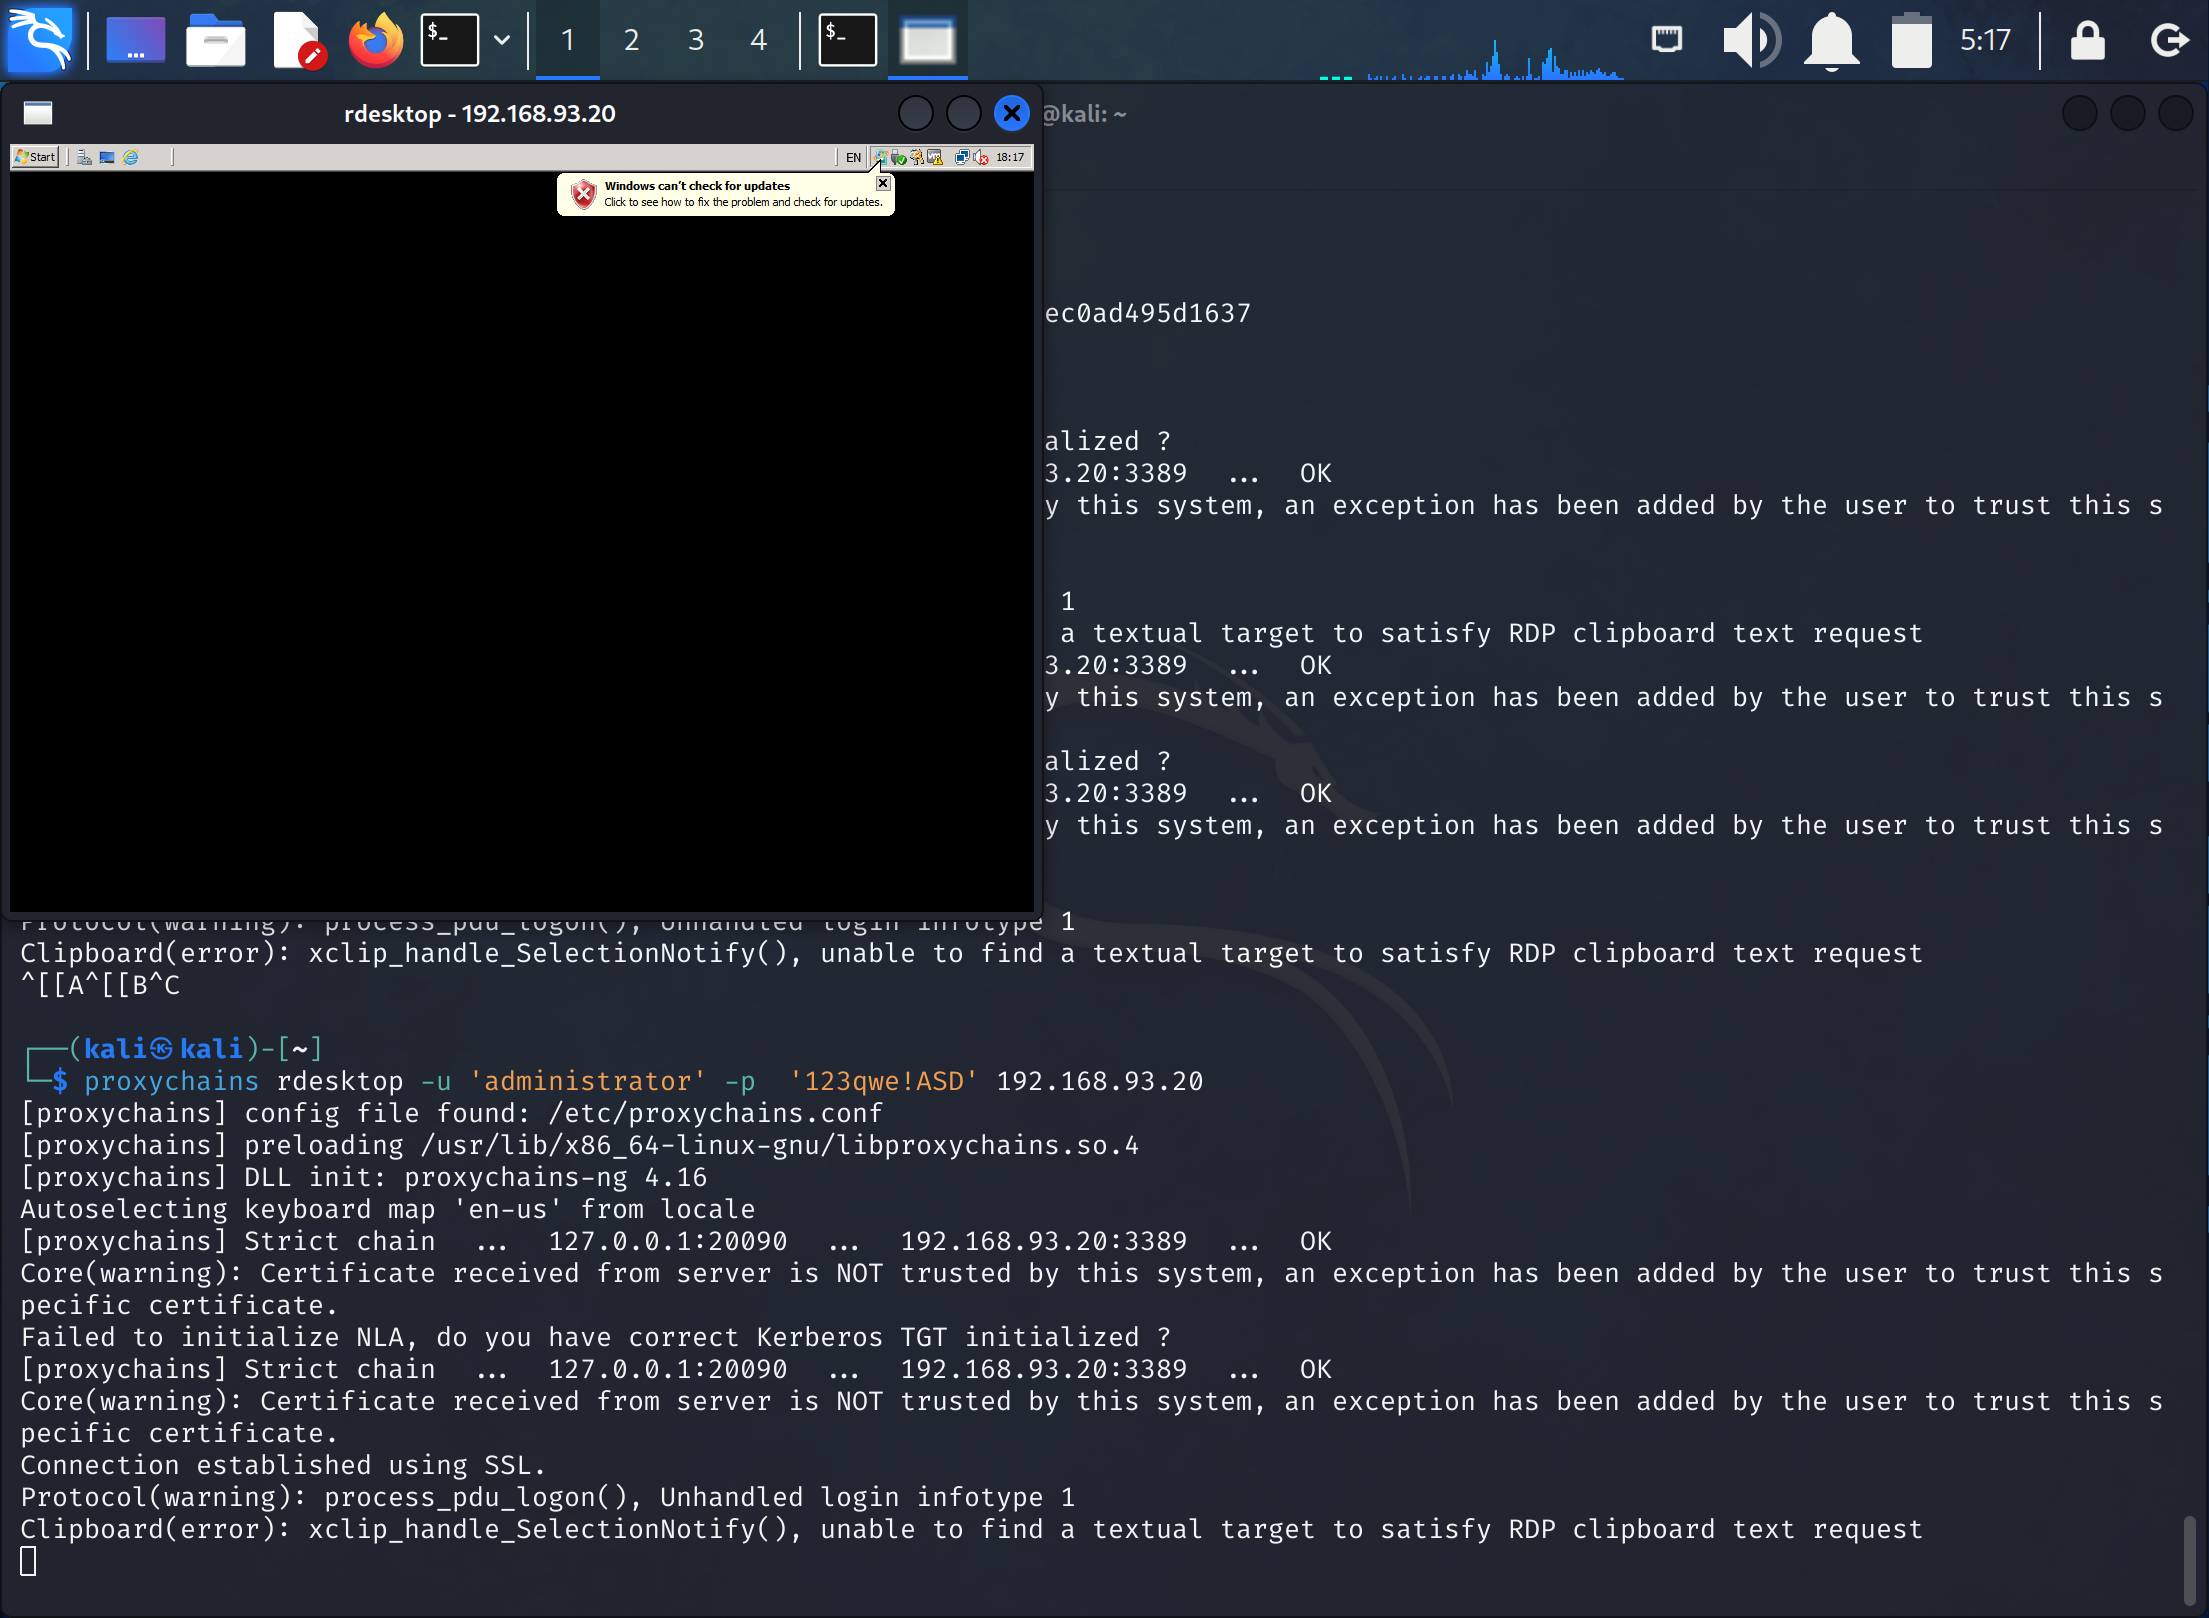 $_
1 2 3 4
$_
5:17
rdesktop - 192.168.93.20
@kali: ~
Start
EN
18:17
Windows can't check for updates
Click to see how to fix the problem and check for updates.
ec0ad495d1637
alized ?
3.20:3389 ... OK
y this system, an exception has been added by the user to trust this s
1
a textual target to satisfy RDP clipboard text request
3.20:3389 ... OK
y this system, an exception has been added by the user to trust this s
alized ?
3.20:3389 ... OK
y this system, an exception has been added by the user to trust this s
Protocol(warning): process_pdu_logon(), Unhandled login infotype 1
Clipboard(error): xclip_handle_SelectionNotify(), unable to find a textual target to satisfy RDP clipboard text request
^[[A^[[B^C
┌──(kali㉿kali)-[~]
└─$ proxychains rdesktop -u 'administrator' -p  '123qwe!ASD' 192.168.93.20
[proxychains] config file found: /etc/proxychains.conf
[proxychains] preloading /usr/lib/x86_64-linux-gnu/libproxychains.so.4
[proxychains] DLL init: proxychains-ng 4.16
Autoselecting keyboard map 'en-us' from locale
[proxychains] Strict chain  ...  127.0.0.1:20090  ...  192.168.93.20:3389  ...  OK
Core(warning): Certificate received from server is NOT trusted by this system, an exception has been added by the user to trust this s
pecific certificate.
Failed to initialize NLA, do you have correct Kerberos TGT initialized ?
[proxychains] Strict chain  ...  127.0.0.1:20090  ...  192.168.93.20:3389  ...  OK
Core(warning): Certificate received from server is NOT trusted by this system, an exception has been added by the user to trust this s
pecific certificate.
Connection established using SSL.
Protocol(warning): process_pdu_logon(), Unhandled login infotype 1
Clipboard(error): xclip_handle_SelectionNotify(), unable to find a textual target to satisfy RDP clipboard text request